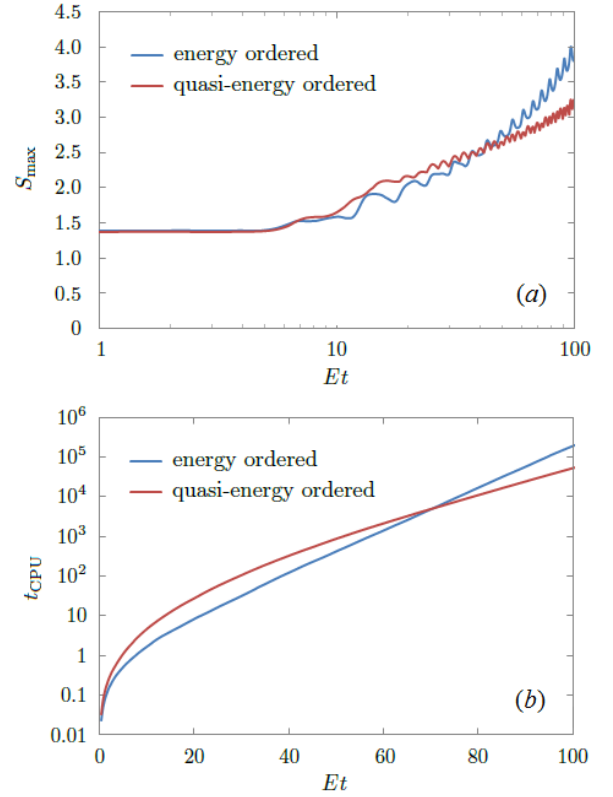 4.5
4.0
3.5
3.0
2.5
2.0
1.5
1.0
0.5
0
S_max
energy ordered
quasi-energy ordered
(a)
1
10
100
Et
10^6
10^5
10^4
10^3
10^2
10
1
0.1
0.01
t_CPU
energy ordered
quasi-energy ordered
(b)
0
20
40
60
80
100
Et